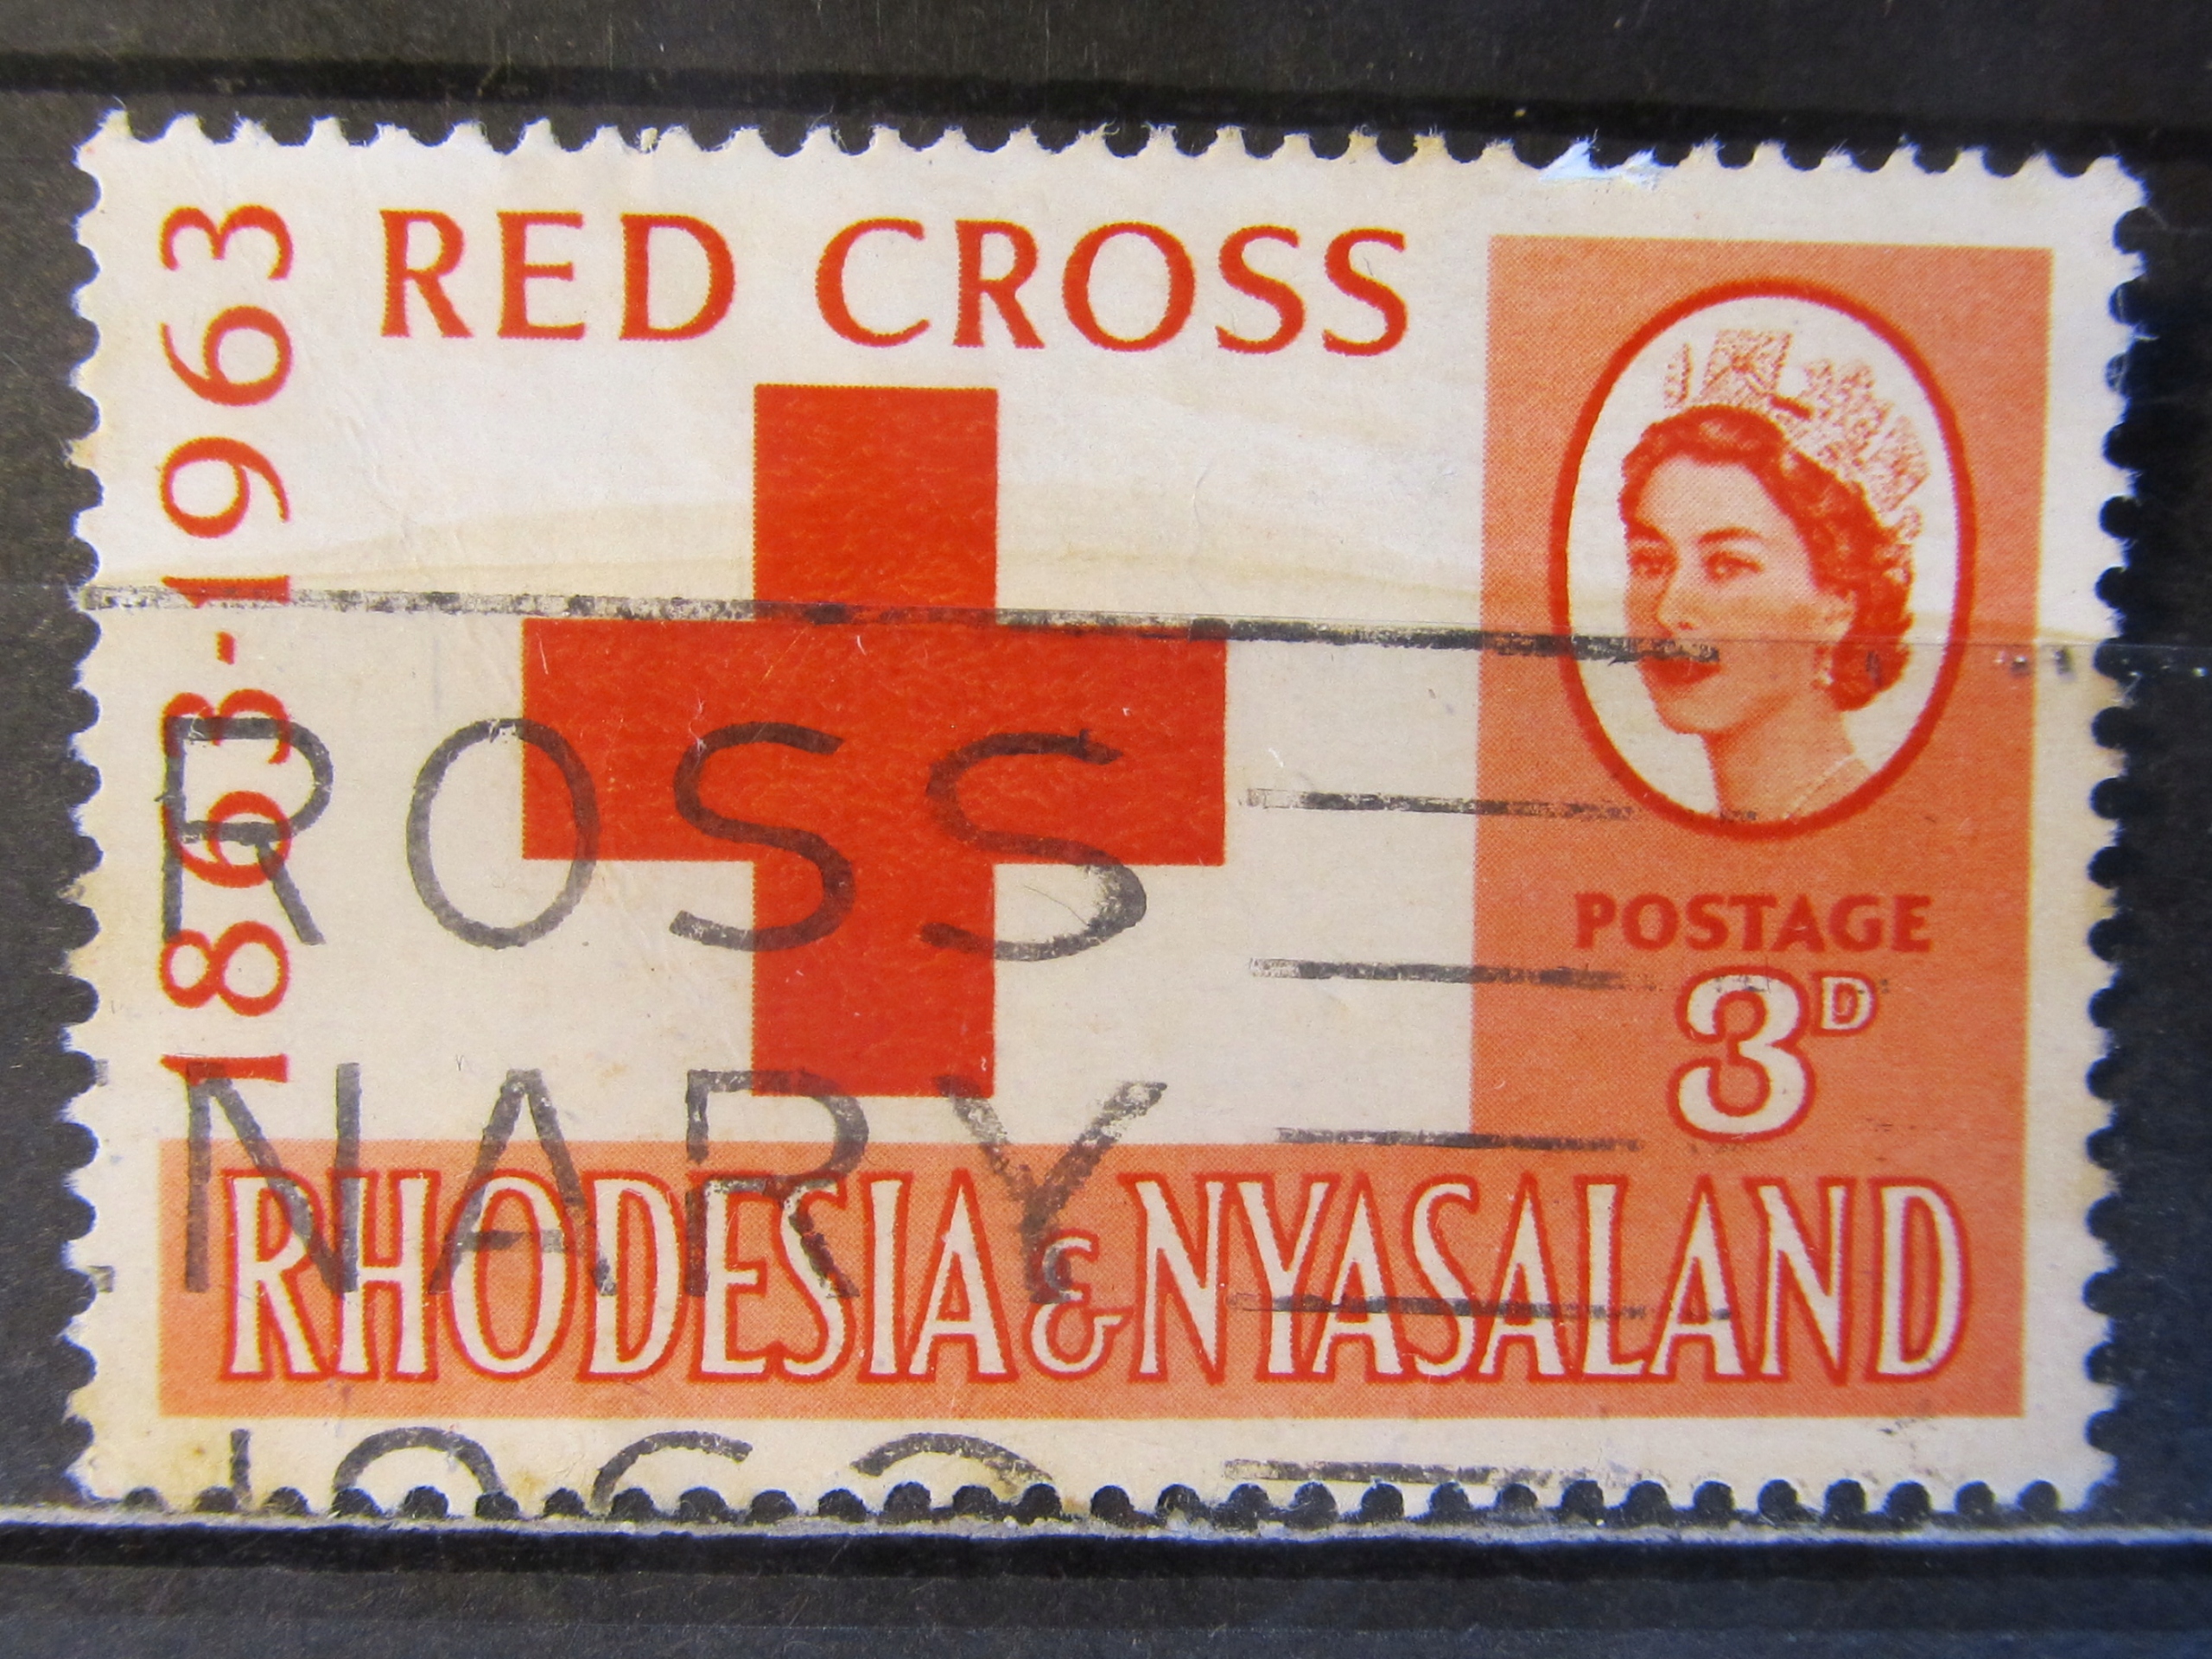 1863-1963
RED CROSS
POSTAGE
3D
RHODESIA & NYASALAND
ROSS
NARY